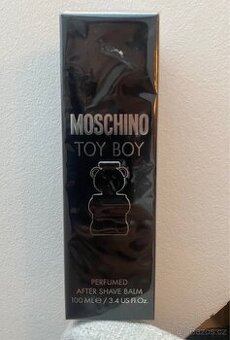 MOSCHINO
TOY BOY
PERFUMED
AFTER SHAVE BALM
100 ML ℮ / 3.4 US Fl. Oz.